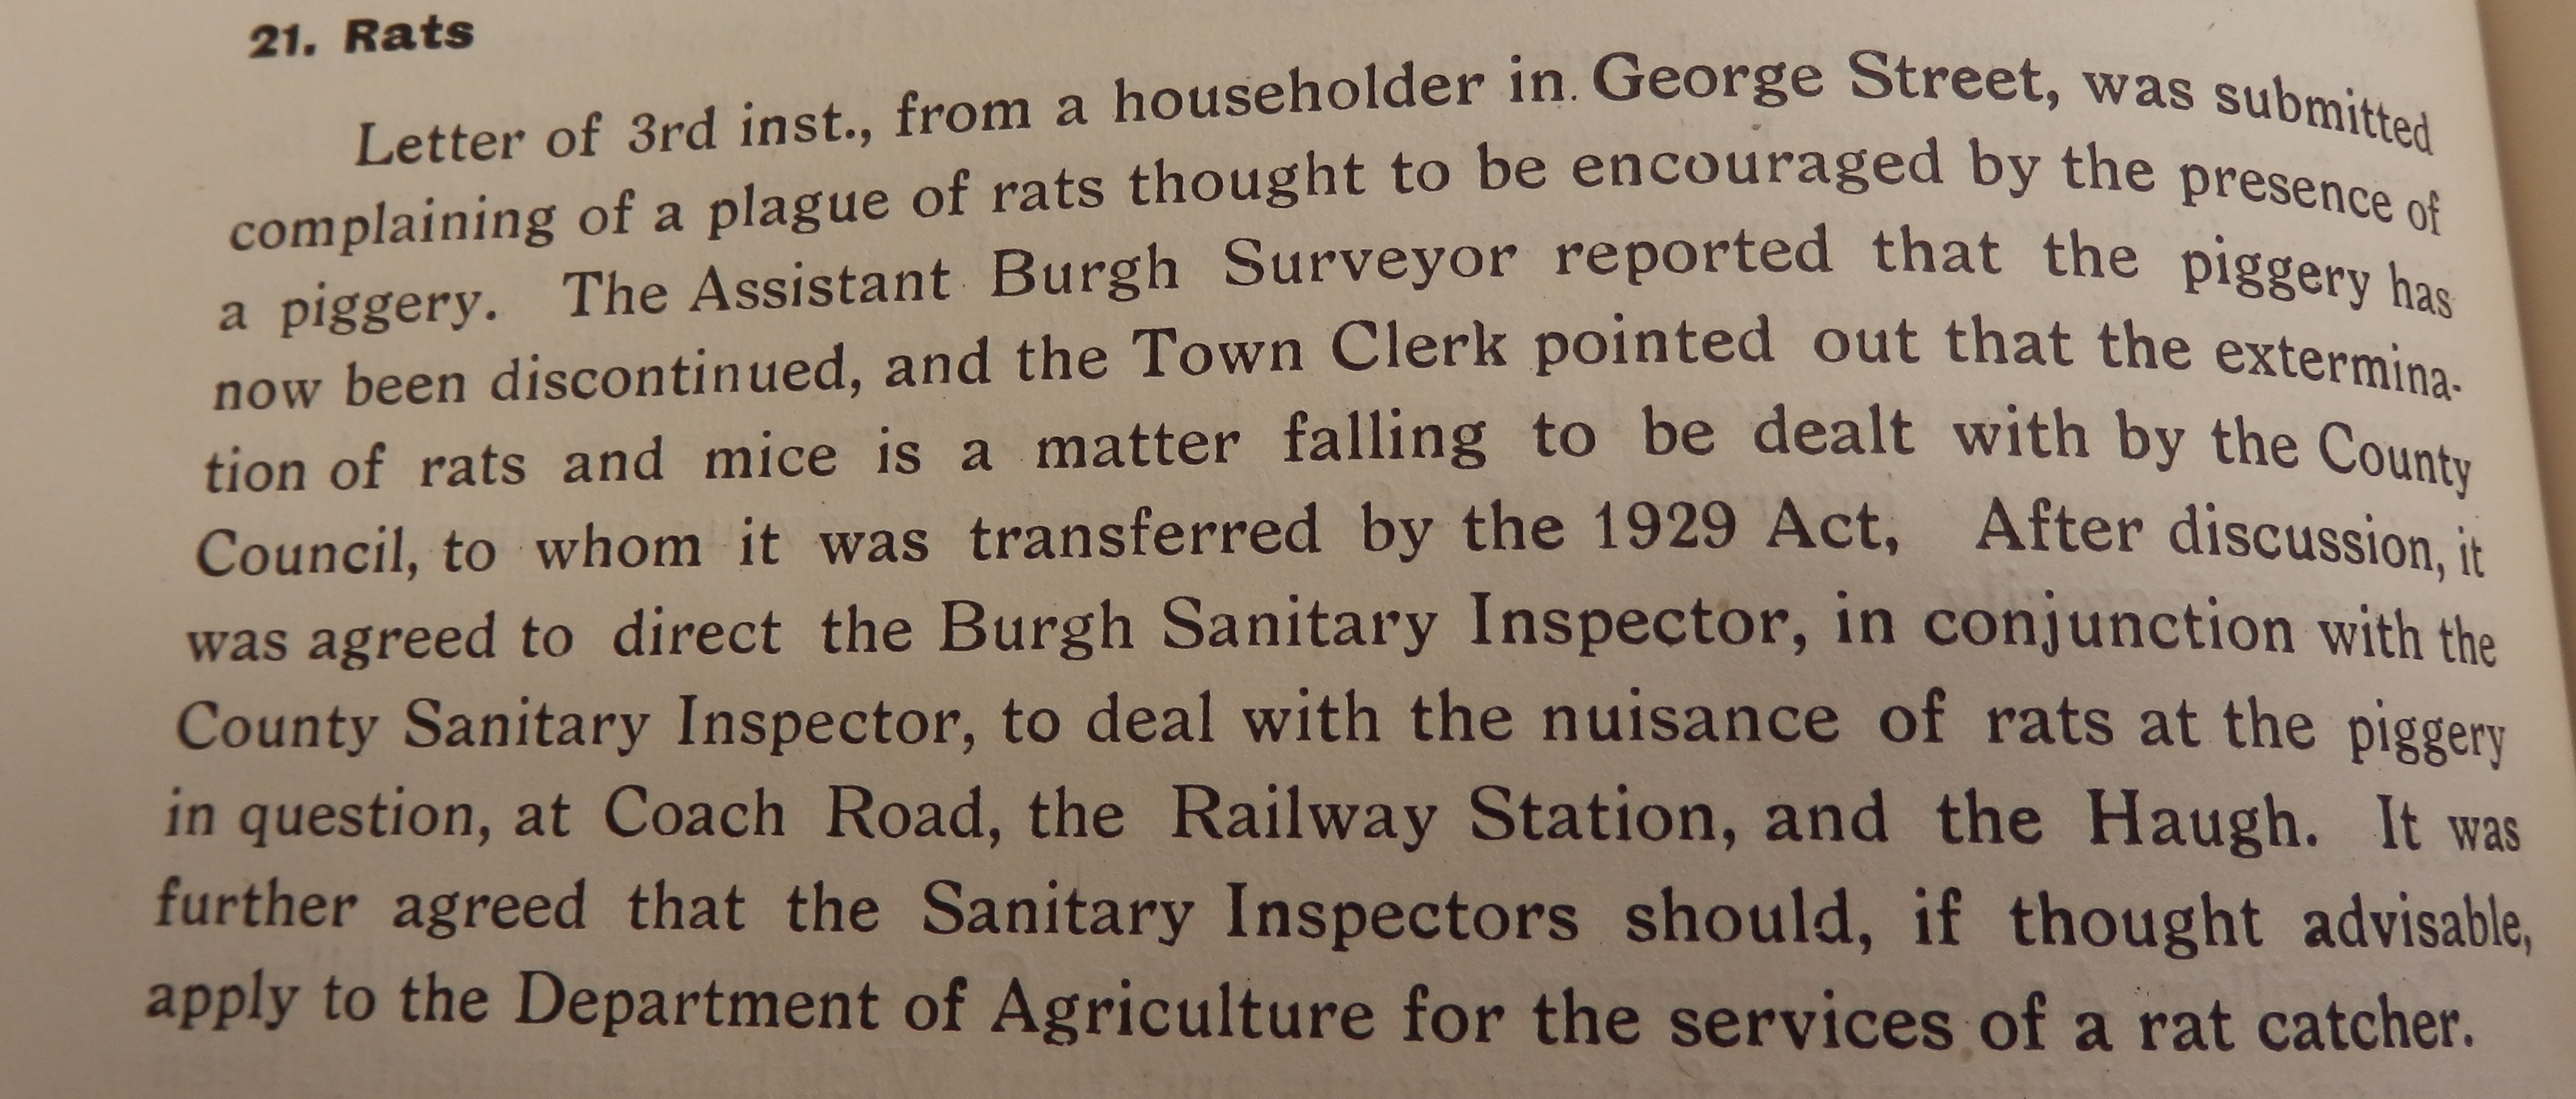 21. Rats
Letter of 3rd inst., from a householder in George Street, was submitted
complaining of a plague of rats thought to be encouraged by the presence of
a piggery. The Assistant Burgh Surveyor reported that the piggery has
now been discontinued, and the Town Clerk pointed out that the extermina-
tion of rats and mice is a matter falling to be dealt with by the County
Council, to whom it was transferred by the 1929 Act, After discussion, it
was agreed to direct the Burgh Sanitary Inspector, in conjunction with the
County Sanitary Inspector, to deal with the nuisance of rats at the piggery
in question, at Coach Road, the Railway Station, and the Haugh. It was
further agreed that the Sanitary Inspectors should, if thought advisable,
apply to the Department of Agriculture for the services of a rat catcher.